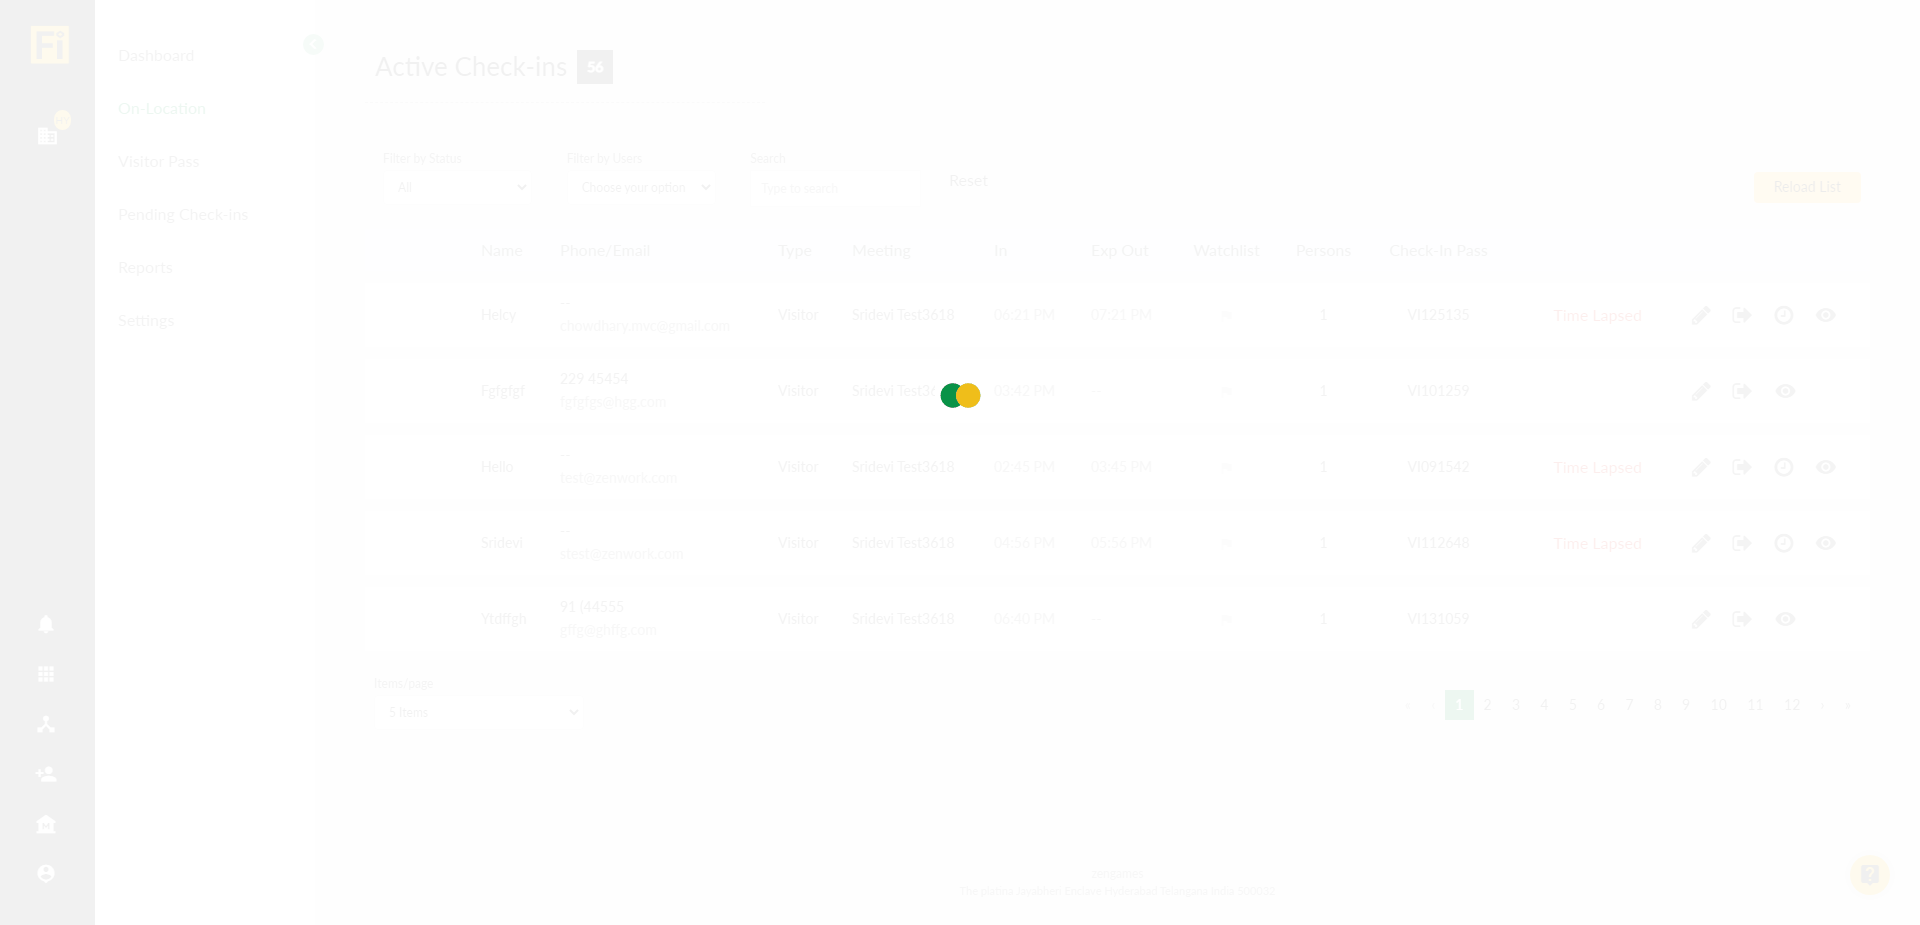 Fi
Dashboard
On-Location
Visitor Pass
Pending Check-ins
Reports
Settings
Active Check-ins 56
Filter by Status Filter by Users Search
All Choose your option Type to search Reset Reload List
Name Phone/Email Type Meeting In Exp Out Watchlist Persons Check-In Pass
--
Helcy Visitor Sridevi Test3618 06:21 PM 07:21 PM 1 VI125135 Time Lapsed
chowdhary.mvc@gmail.com
229 45454
Fgfgfgf Visitor Sridevi Test3 03:42 PM -- 1 VI101259
fgfgfgs@hgg.com
--
Hello Visitor Sridevi Test3618 02:45 PM 03:45 PM 1 VI091542 Time Lapsed
test@zenwork.com
--
Sridevi Visitor Sridevi Test3618 04:56 PM 05:56 PM 1 VI112648 Time Lapsed
stest@zenwork.com
91 (44555
Ytdffgh Visitor Sridevi Test3618 06:40 PM -- 1 VI131059
gffg@ghffg.com
Items/page
5 Items
« ‹ 1 2 3 4 5 6 7 8 9 10 11 12 › »
zengames
Hyderabad Telangana India